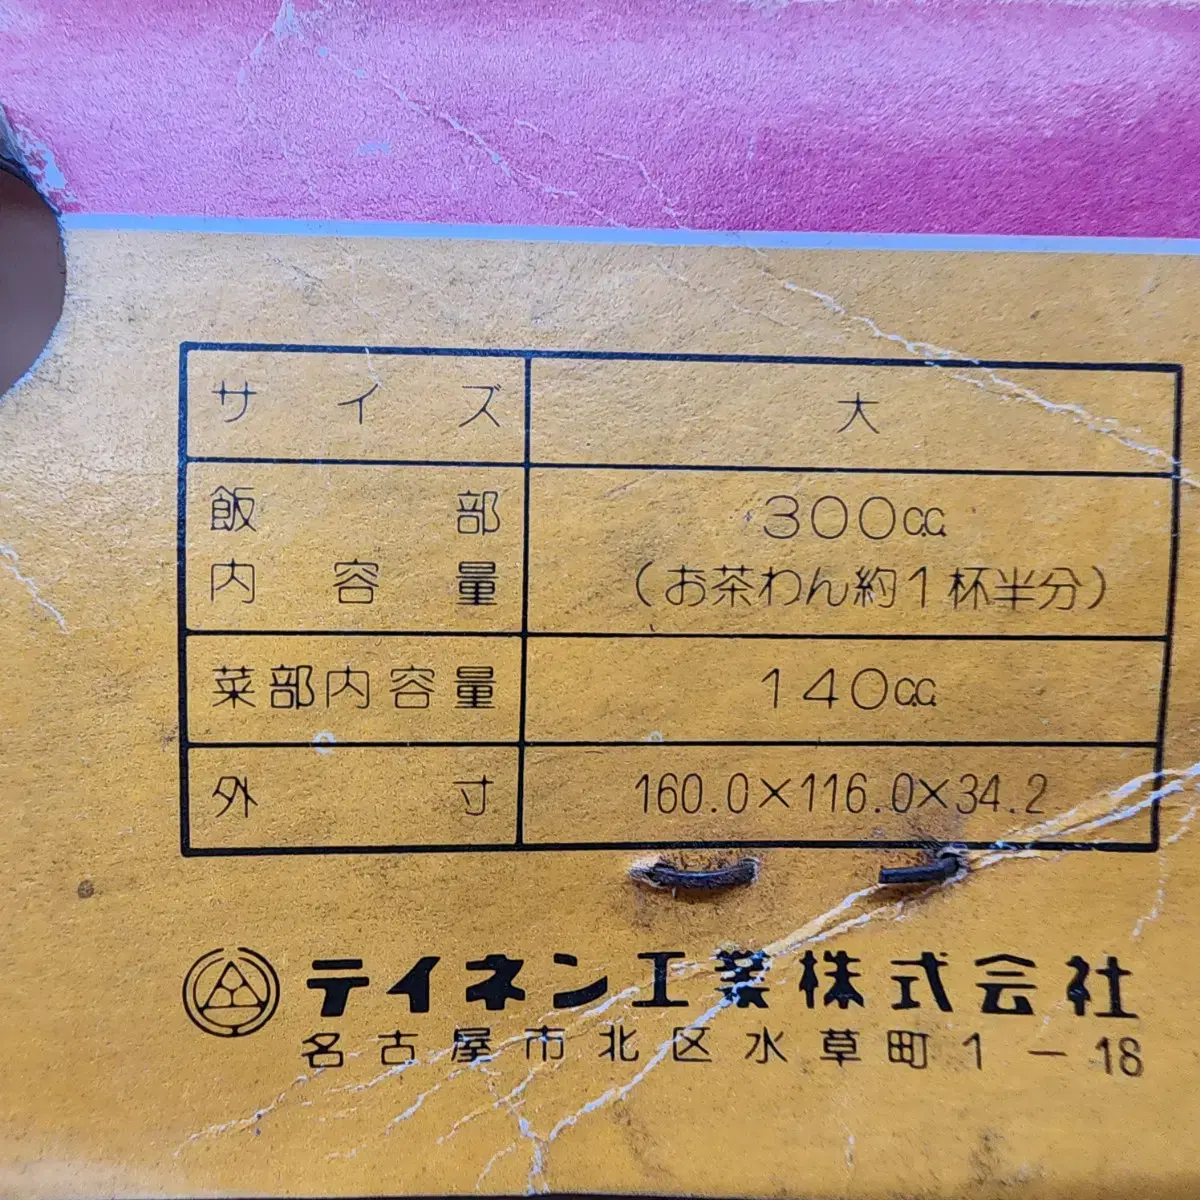 サイズ 大
飯部内容量 300c.c.
(お茶わん約1杯半分)
菜部内容量 140c.c.
外寸 160.0×116.0×34.2
テイネン工業株式会社
名古屋市北区水草町1-18